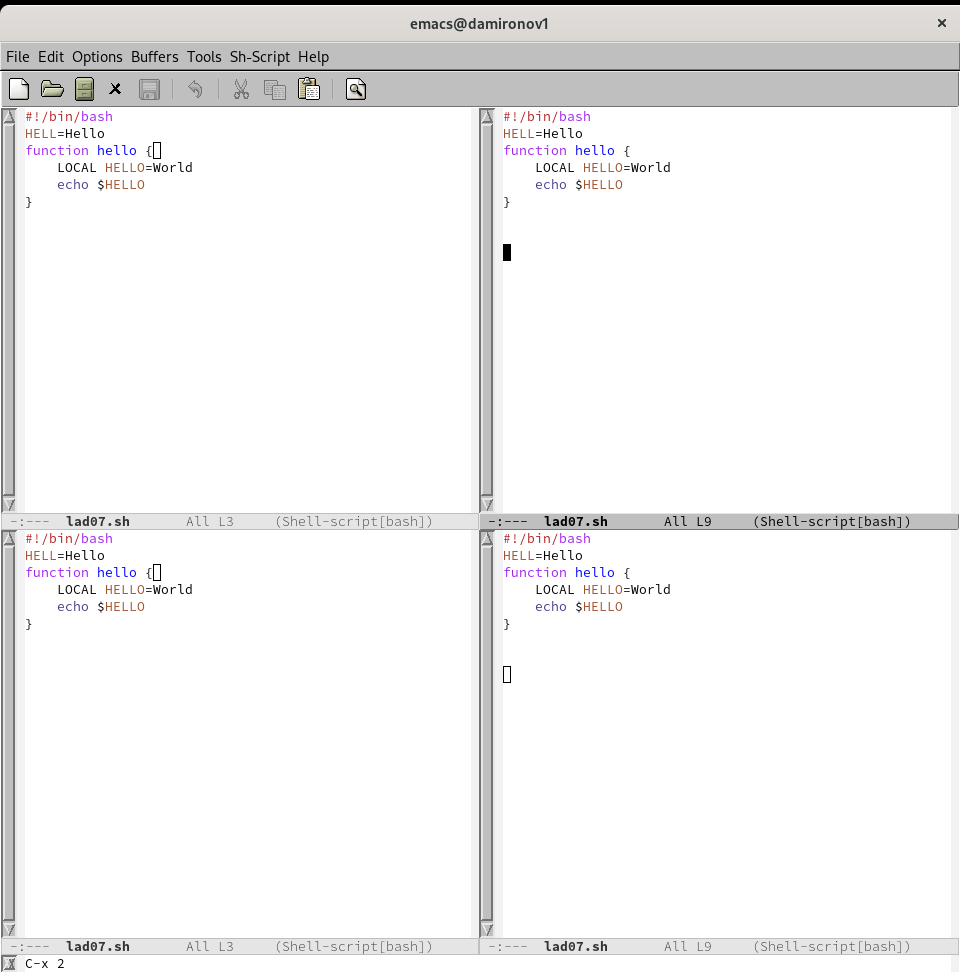 emacs@damironov1
File Edit Options Buffers Tools Sh-Script Help
#!/bin/bash
HELL=Hello
function hello {
    LOCAL HELLO=World
    echo $HELLO
}
-:---  lad07.sh       All L3     (Shell-script[bash])
#!/bin/bash
HELL=Hello
function hello {
    LOCAL HELLO=World
    echo $HELLO
}
-:---  lad07.sh       All L9     (Shell-script[bash])
#!/bin/bash
HELL=Hello
function hello {
    LOCAL HELLO=World
    echo $HELLO
}
-:---  lad07.sh       All L3     (Shell-script[bash])
#!/bin/bash
HELL=Hello
function hello {
    LOCAL HELLO=World
    echo $HELLO
}
-:---  lad07.sh       All L9     (Shell-script[bash])
C-x 2